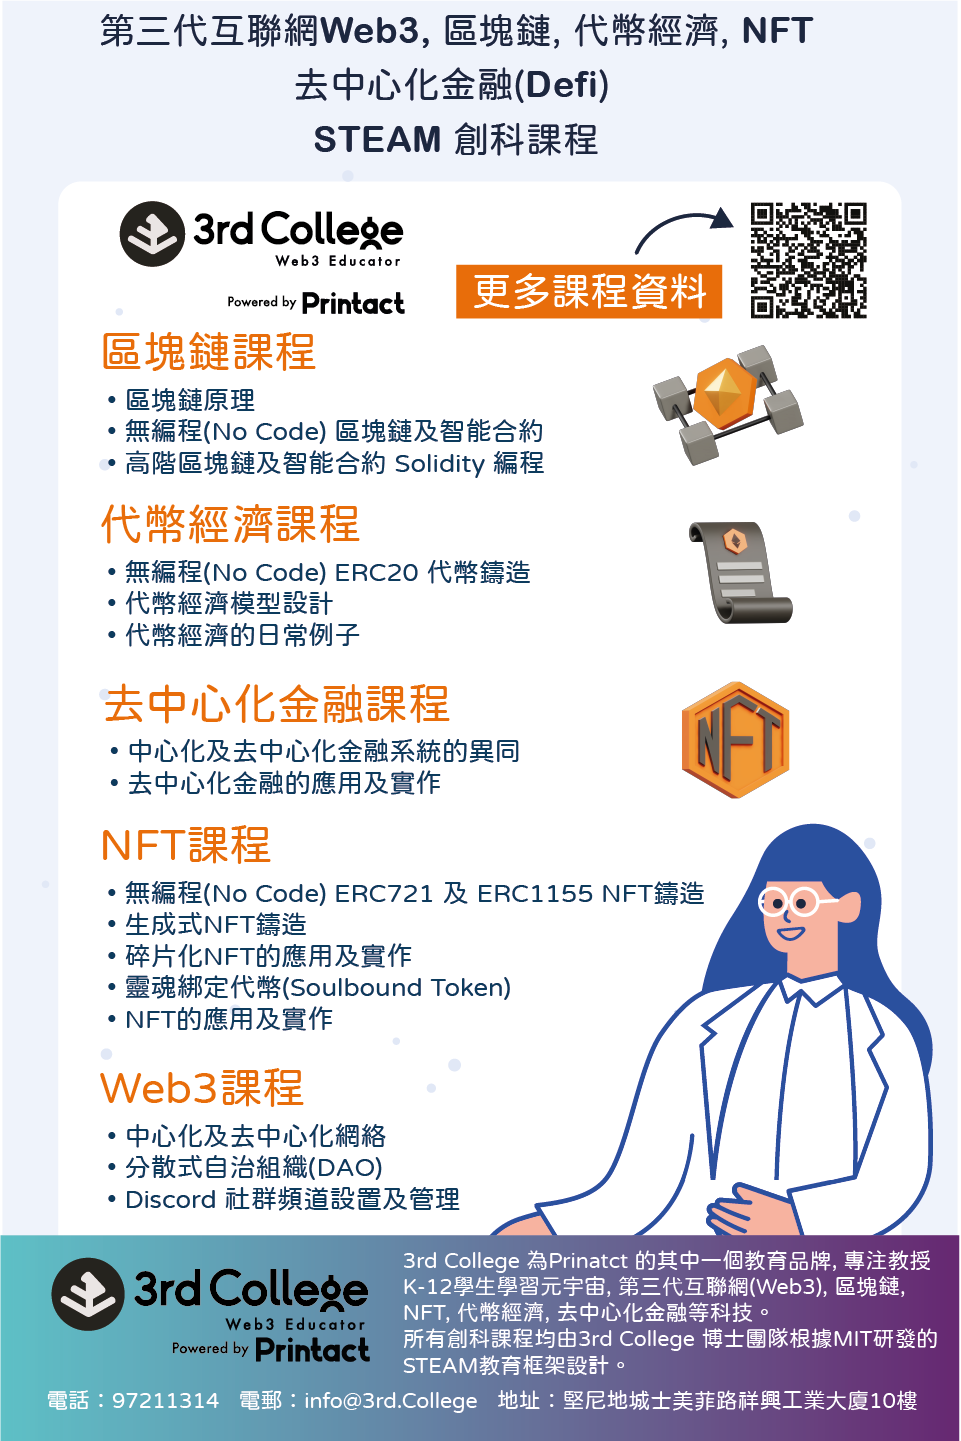 第三代互聯網Web3, 區塊鏈, 代幣經濟, NFT
去中心化金融(Defi)
STEAM 創科課程
3rd College
Web3 Educator
Powered by Printact
更多課程資料
區塊鏈課程
• 區塊鏈原理
• 無編程(No Code) 區塊鏈及智能合約
• 高階區塊鏈及智能合約 Solidity 編程
代幣經濟課程
• 無編程(No Code) ERC20 代幣鑄造
• 代幣經濟模型設計
• 代幣經濟的日常例子
去中心化金融課程
• 中心化及去中心化金融系統的異同
• 去中心化金融的應用及實作
NFT
NFT課程
• 無編程(No Code) ERC721 及 ERC1155 NFT鑄造
• 生成式NFT鑄造
• 碎片化NFT的應用及實作
• 靈魂綁定代幣(Soulbound Token)
• NFT的應用及實作
Web3課程
• 中心化及去中心化網絡
• 分散式自治組織(DAO)
• Discord 社群頻道設置及管理
3rd College
Web3 Educator
Powered by Printact
3rd College 為Prinatct 的其中一個教育品牌, 專注教授
K-12學生學習元宇宙, 第三代互聯網(Web3), 區塊鏈,
NFT, 代幣經濟, 去中心化金融等科技。
所有創科課程均由3rd College 博士團隊根據MIT研發的
STEAM教育框架設計。
電話：97211314 電郵：info@3rd.College 地址：堅尼地城士美菲路祥興工業大廈10樓